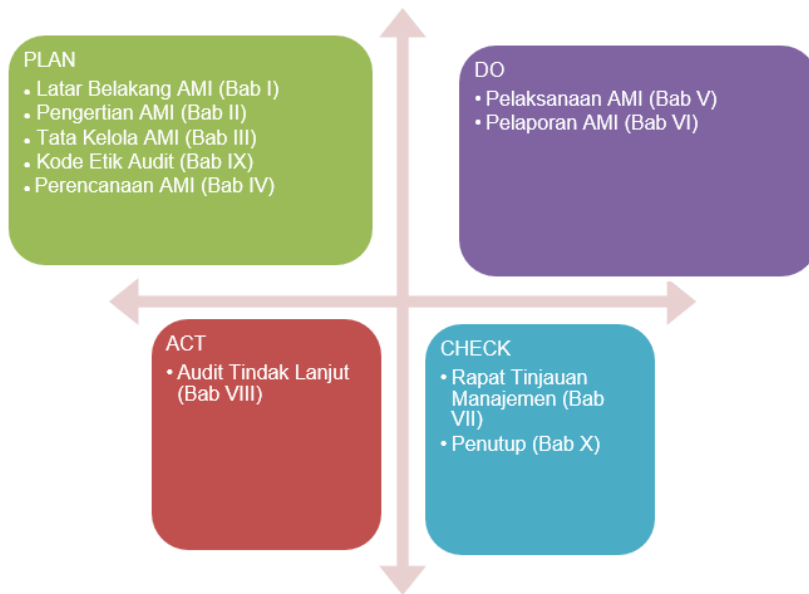 PLAN
• Latar Belakang AMI (Bab I)
• Pengertian AMI (Bab II)
• Tata Kelola AMI (Bab III)
• Kode Etik Audit (Bab IX)
• Perencanaan AMI (Bab IV)
DO
• Pelaksanaan AMI (Bab V)
• Pelaporan AMI (Bab VI)
ACT
• Audit Tindak Lanjut
(Bab VIII)
CHECK
• Rapat Tinjauan
Manajemen (Bab
VII)
• Penutup (Bab X)